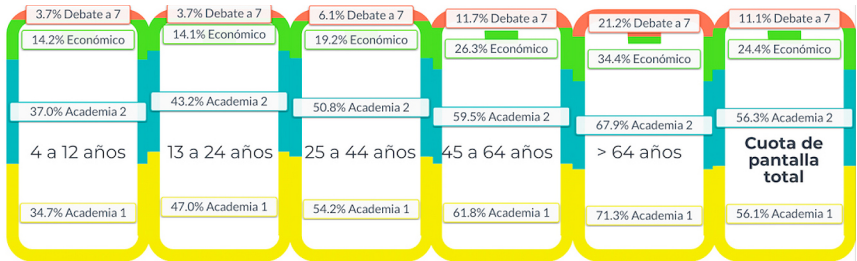 3.7% Debate a 7
14.2% Económico
37.0% Academia 2
4 a 12 años
34.7% Academia 1
3.7% Debate a 7
14.1% Económico
43.2% Academia 2
13 a 24 años
47.0% Academia 1
6.1% Debate a 7
19.2% Económico
50.8% Academia 2
25 a 44 años
54.2% Academia 1
11.7% Debate a 7
26.3% Económico
59.5% Academia 2
45 a 64 años
61.8% Academia 1
21.2% Debate a 7
34.4% Económico
67.9% Academia 2
> 64 años
71.3% Academia 1
11.1% Debate a 7
24.4% Económico
56.3% Academia 2
Cuota de
pantalla
total
56.1% Academia 1